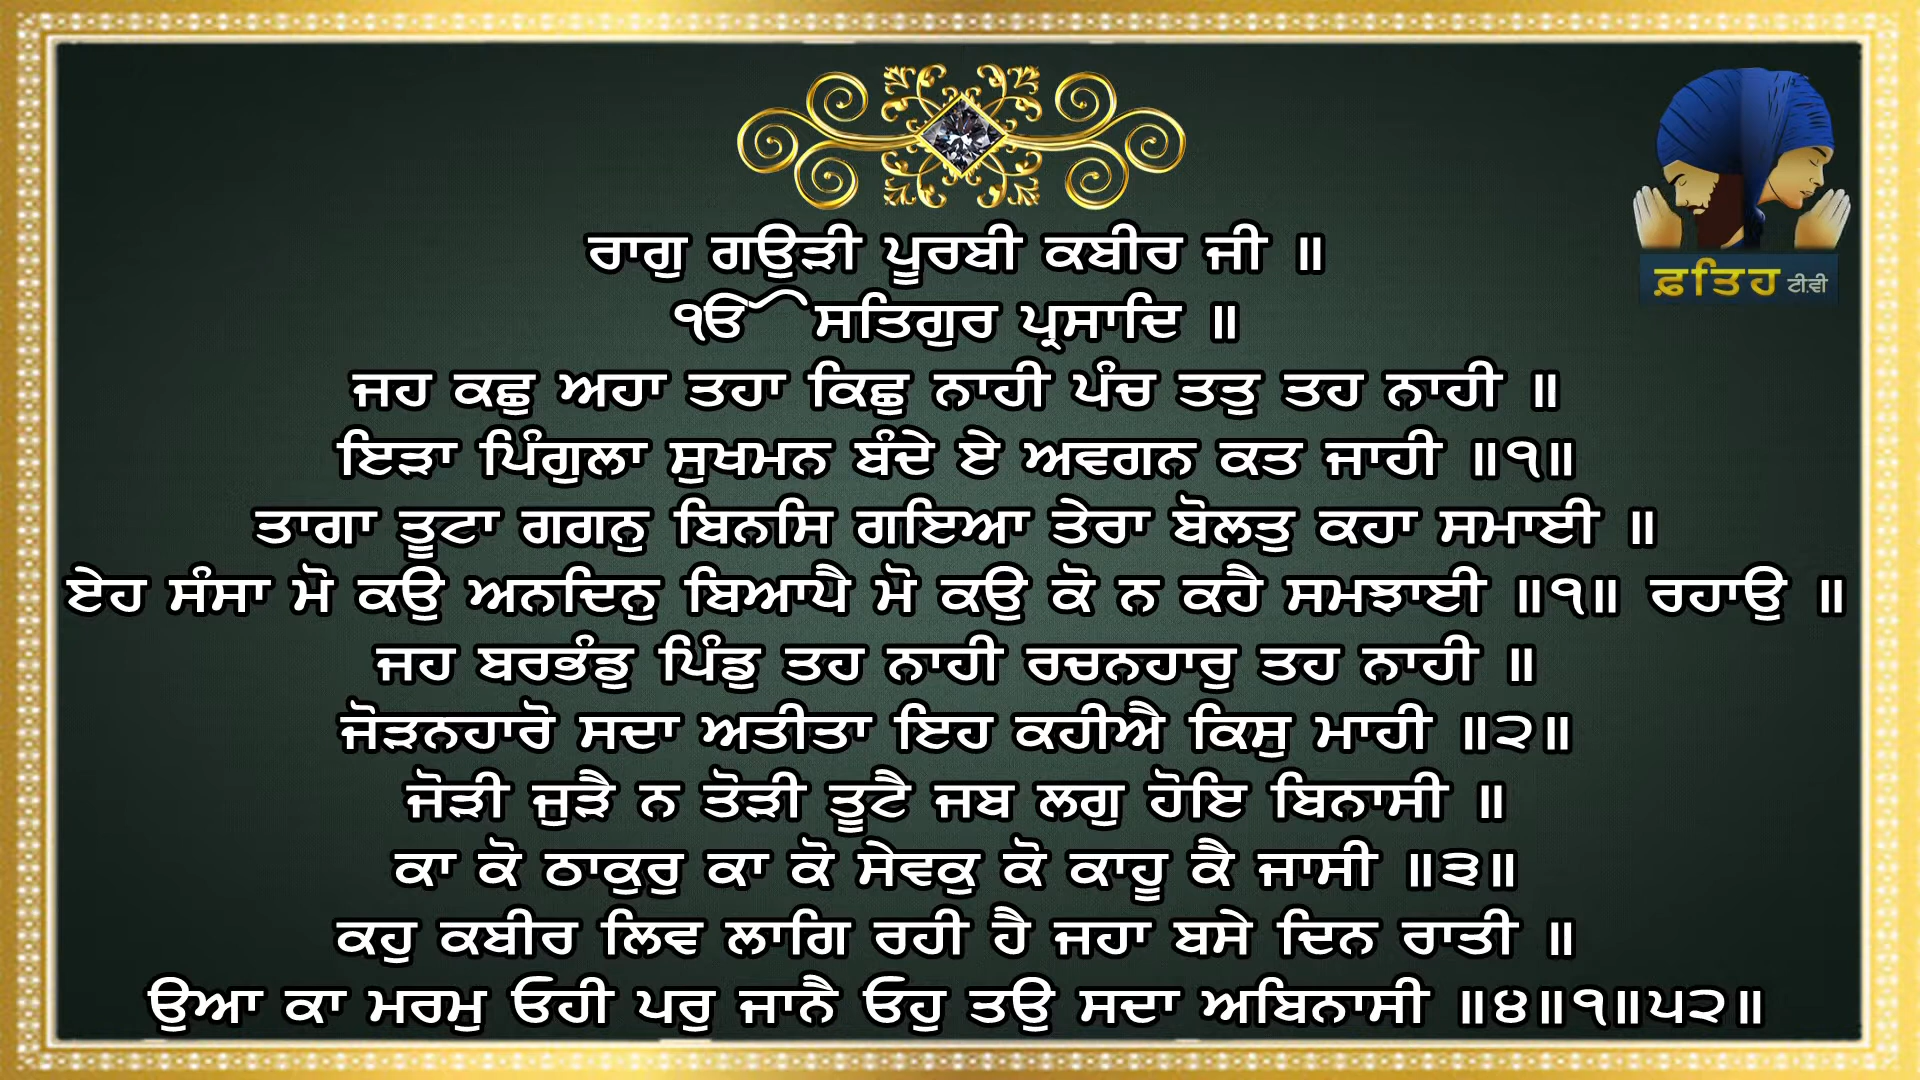 ਰਾਗੁ ਗਉੜੀ ਪੂਰਬੀ ਕਬੀਰ ਜੀ ॥
ੴ ਸਤਿਗੁਰ ਪ੍ਰਸਾਦਿ ॥
ਜਹ ਕਛੁ ਅਹਾ ਤਹਾ ਕਿਛੁ ਨਾਹੀ ਪੰਚ ਤਤੁ ਤਹ ਨਾਹੀ ॥
ਇੜਾ ਪਿੰਗੁਲਾ ਸੁਖਮਨ ਬੰਦੇ ਏ ਅਵਗਨ ਕਤ ਜਾਹੀ ॥੧॥
ਤਾਗਾ ਤੂਟਾ ਗਗਨੁ ਬਿਨਸਿ ਗਇਆ ਤੇਰਾ ਬੋਲਤੁ ਕਹਾ ਸਮਾਈ ॥
ਏਹ ਸੰਸਾ ਮੋ ਕਉ ਅਨਦਿਨੁ ਬਿਆਪੈ ਮੋ ਕਉ ਕੋ ਨ ਕਹੈ ਸਮਝਾਈ ॥੧॥ ਰਹਾਉ ॥
ਜਹ ਬਰਭੰਡੁ ਪਿੰਡੁ ਤਹ ਨਾਹੀ ਰਚਨਹਾਰੁ ਤਹ ਨਾਹੀ ॥
ਜੋੜਨਹਾਰੋ ਸਦਾ ਅਤੀਤਾ ਇਹ ਕਹੀਐ ਕਿਸੁ ਮਾਹੀ ॥੨॥
ਜੋੜੀ ਜੁੜੈ ਨ ਤੋੜੀ ਤੂਟੈ ਜਬ ਲਗੁ ਹੋਇ ਬਿਨਾਸੀ ॥
ਕਾ ਕੋ ਠਾਕੁਰੁ ਕਾ ਕੋ ਸੇਵਕੁ ਕੋ ਕਾਹੂ ਕੈ ਜਾਸੀ ॥੩॥
ਕਹੁ ਕਬੀਰ ਲਿਵ ਲਾਗਿ ਰਹੀ ਹੈ ਜਹਾ ਬਸੇ ਦਿਨ ਰਾਤੀ ॥
ਉਆ ਕਾ ਮਰਮੁ ਓਹੀ ਪਰੁ ਜਾਨੈ ਓਹੁ ਤਉ ਸਦਾ ਅਬਿਨਾਸੀ ॥੪॥੧॥੫੨॥
ਫ਼ਤਿਹ ਟੀ.ਵੀ